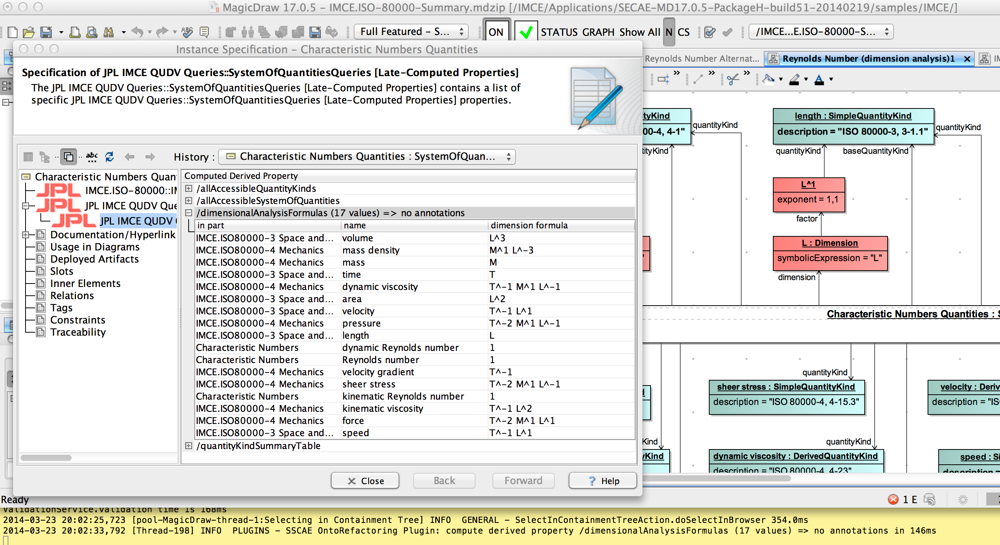 MagicDraw 17.0.5 - IMCE.ISO-80000-Summary.mdzip [/IMCE/Applications/SECAE-MD17.0.5-PackageH-build51-20140219/samples/IMCE/]
Full Featured - S...
ON
STATUS GRAPH Show All N CS
/IMCE...E.ISO-80000-S...
Instance Specification - Characteristic Numbers Quantities
Specification of JPL IMCE QUDV Queries::SystemOfQuantitiesQueries [Late-Computed Properties]
The JPL IMCE QUDV Queries::SystemOfQuantitiesQueries [Late-Computed Properties] contains a list of
specific JPL IMCE QUDV Queries::SystemOfQuantitiesQueries [Late-Computed Properties] properties.
History :
Characteristic Numbers Quantities : SystemOfQuan...
Characteristic Numbers Quan
JPL IMCE.ISO-80000::I
JPL JPL IMCE QUDV Que
JPL JPL IMCE QUDV
Documentation/Hyperlink
Usage in Diagrams
Deployed Artifacts
Slots
Inner Elements
Relations
Tags
Constraints
Traceability
Computed Derived Property
/allAccessibleQuantityKinds
/allAccessibleSystemOfQuantities
/dimensionalAnalysisFormulas (17 values) => no annotations
in part name dimension formula
IMCE.ISO80000-3 Space and... volume L^3
IMCE.ISO80000-4 Mechanics mass density M^1 L^-3
IMCE.ISO80000-4 Mechanics mass M
IMCE.ISO80000-3 Space and... time T
IMCE.ISO80000-4 Mechanics dynamic viscosity T^-1 M^1 L^-1
IMCE.ISO80000-3 Space and... area L^2
IMCE.ISO80000-3 Space and... velocity T^-1 L^1
IMCE.ISO80000-4 Mechanics pressure T^-2 M^1 L^-1
IMCE.ISO80000-3 Space and... length L
Characteristic Numbers dynamic Reynolds number 1
Characteristic Numbers Reynolds number 1
IMCE.ISO80000-4 Mechanics velocity gradient T^-1
IMCE.ISO80000-4 Mechanics sheer stress T^-2 M^1 L^-1
Characteristic Numbers kinematic Reynolds number 1
IMCE.ISO80000-4 Mechanics kinematic viscosity T^-1 L^2
IMCE.ISO80000-4 Mechanics force T^-2 M^1 L^1
IMCE.ISO80000-3 Space and... speed T^-1 L^1
/quantityKindSummaryTable
Close
Back
Forward
Help
Reynolds Number Alternat...
Reynolds Number (dimension analysis)1
tyKind
00-4, 4-1"
quantityKind
tityKind
length : SimpleQuantityKind
description = "ISO 80000-3, 3-1.1"
quantityKind
quantityKind
baseQuantityKind
L^1
exponent = 1,1
factor
L : Dimension
symbolicExpression = "L"
dimension
Characteristic Numbers Quantities :
quantityKind
sheer stress : SimpleQuantityKind
description = "ISO 80000-4, 4-15.3"
velocity : Deriv
description = "IS
Kind
quantityKind
yKind
dynamic viscosity : DerivedQuantityKind
description = "ISO 80000-4, 4-23"
speed : Si
description =
Ready
1 E
ValidationService.validation time is 168ms
2014-03-23 20:02:25,723 [pool-MagicDraw-thread-1:Selecting in Containment Tree] INFO GENERAL - SelectInContainmentTreeAction.doSelectInBrowser 354.0ms
2014-03-23 20:02:33,792 [Thread-198] INFO PLUGINS - SSCAE OntoRefactoring Plugin: compute derived property /dimensionalAnalysisFormulas (17 values) => no annotations in 146ms